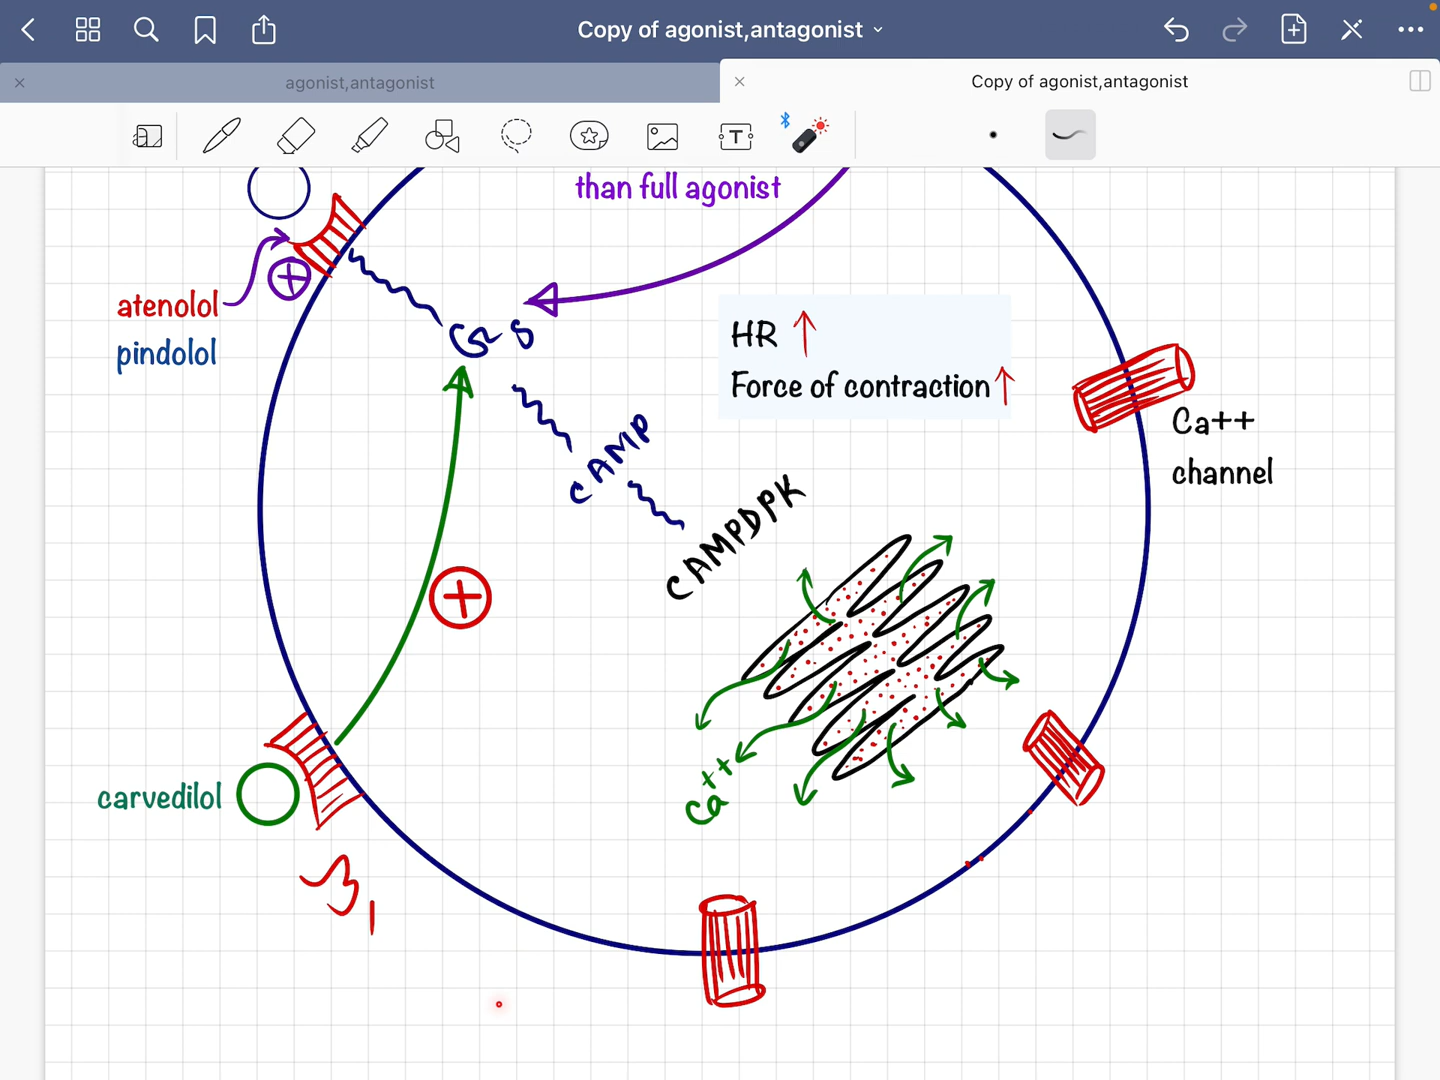 Copy of agonist,antagonist
agonist,antagonist
Copy of agonist,antagonist
T
than full agonist
atenolol
pindolol
Gs
HR ↑
Force of contraction ↑
Ca++
channel
cAMP
cAMPDPK
Ca++
carvedilol
β1